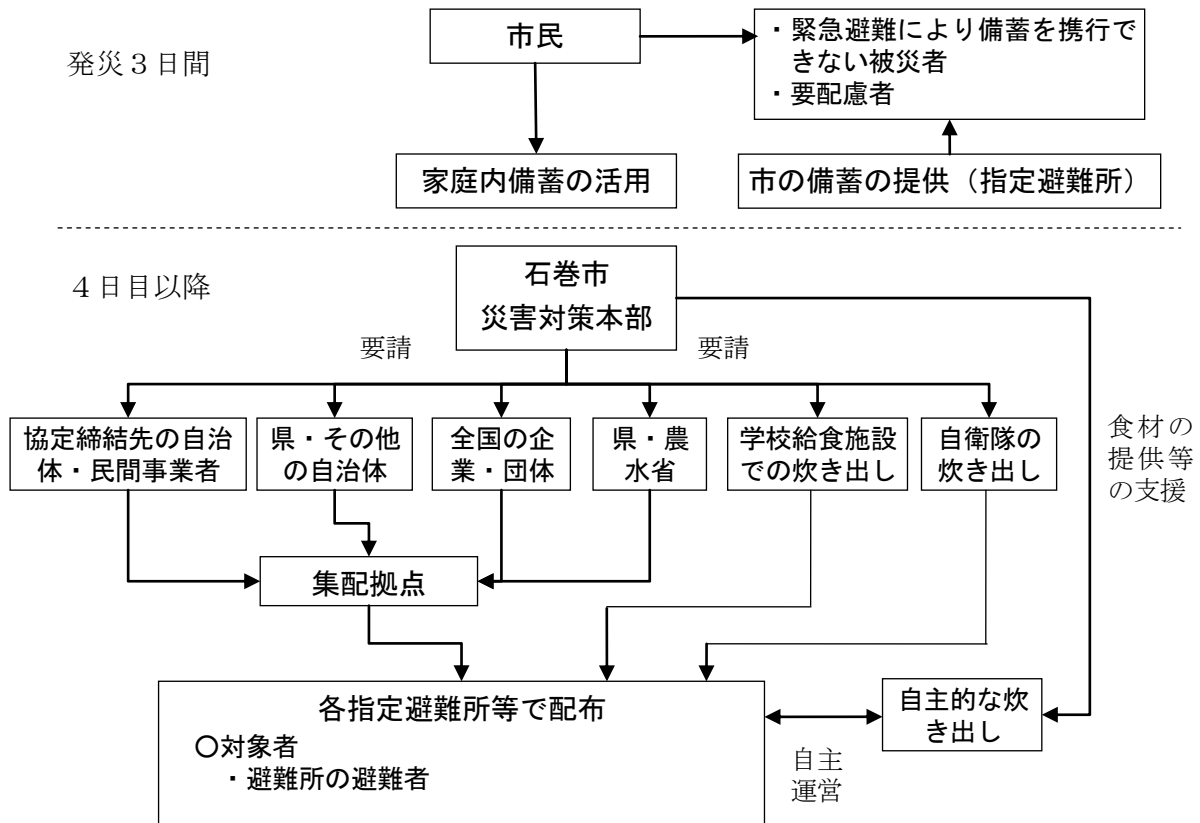 発災３日間
市民
・緊急避難により備蓄を携行で
きない被災者
・要配慮者
家庭内備蓄の活用
市の備蓄の提供（指定避難所）
４日目以降
石巻市
災害対策本部
要請
要請
協定締結先の自治
体・民間事業者
県・その他
の自治体
全国の企
業・団体
県・農
水省
学校給食施設
での炊き出し
自衛隊の
炊き出し
食材の
提供等
の支援
集配拠点
各指定避難所等で配布
〇対象者
・避難所の避難者
自主的な炊
き出し
自主
運営